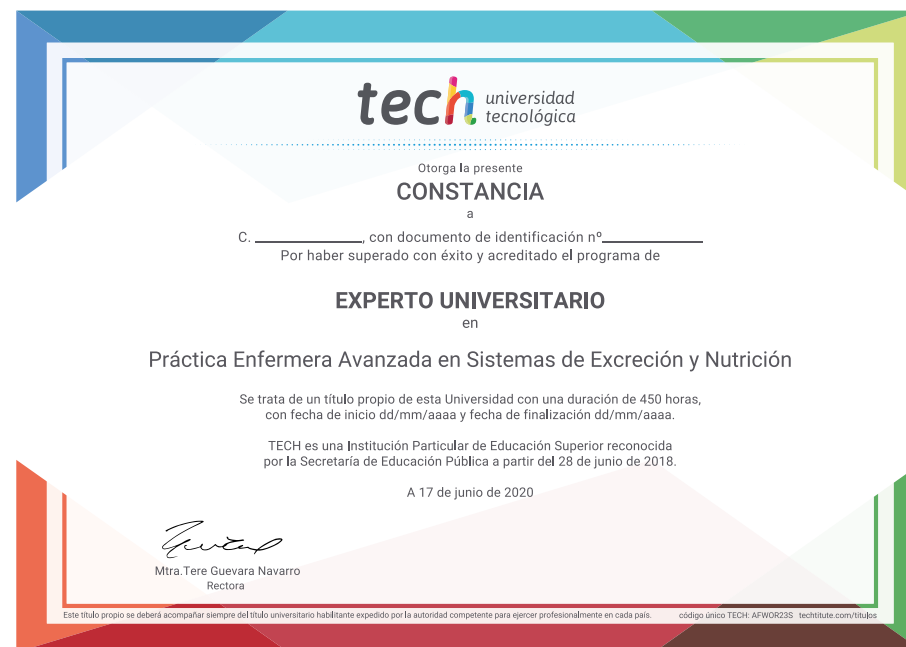 tech universidad
tecnológica
Otorga la presente
CONSTANCIA
a
C. ____________, con documento de identificación nº____________
Por haber superado con éxito y acreditado el programa de
EXPERTO UNIVERSITARIO
en
Práctica Enfermera Avanzada en Sistemas de Excreción y Nutrición
Se trata de un título propio de esta Universidad con una duración de 450 horas,
con fecha de inicio dd/mm/aaaa y fecha de finalización dd/mm/aaaa.
TECH es una Institución Particular de Educación Superior reconocida
por la Secretaría de Educación Pública a partir del 28 de junio de 2018.
A 17 de junio de 2020
Mtra.Tere Guevara Navarro
Rectora
Este título propio se deberá acompañar siempre del título universitario habilitante expedido por la autoridad competente para ejercer profesionalmente en cada país. código único TECH: AFWOR23S techtitute.com/titulos